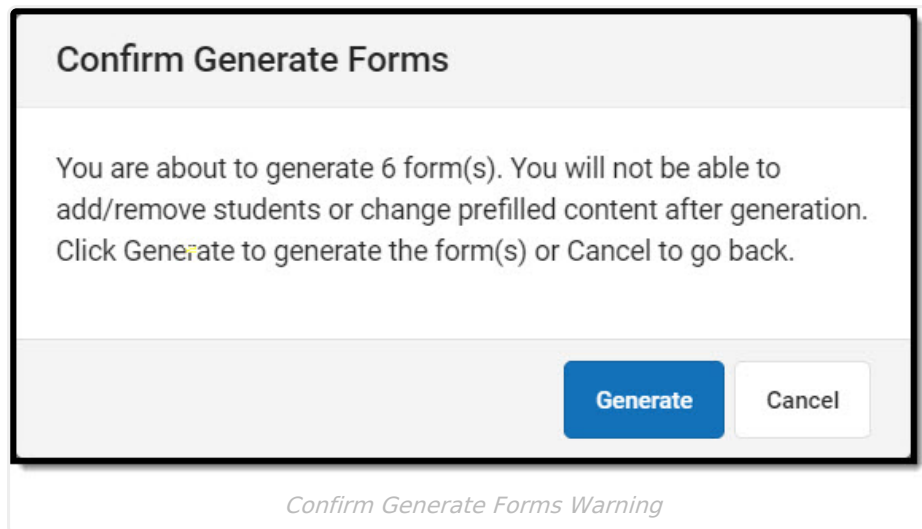 Confirm Generate Forms
You are about to generate 6 form(s). You will not be able to
add/remove students or change prefilled content after generation.
Click Generate to generate the form(s) or Cancel to go back.
Generate
Cancel
Confirm Generate Forms Warning